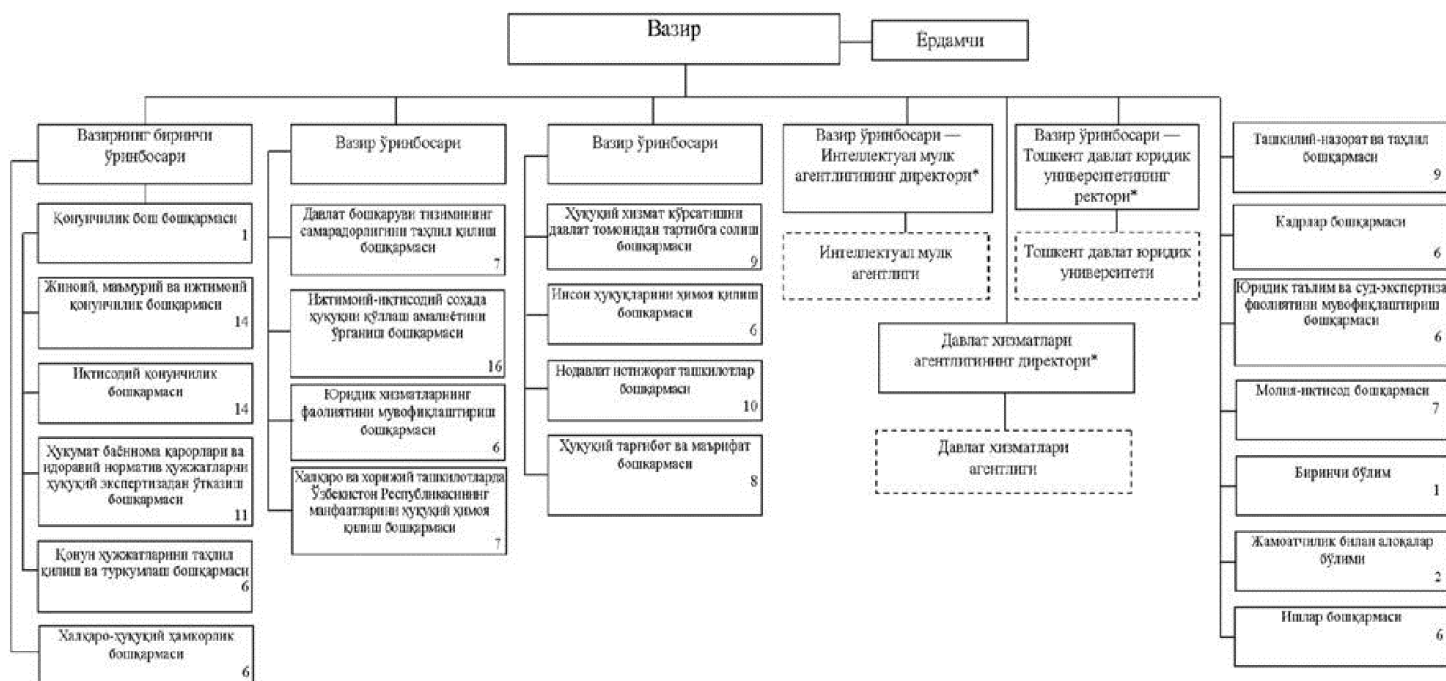 Вазир
Ёрдамчи
Вазирнинг биринчи
ўринбосари
Қонунчилик бош бошқармаси
1
Жиноий, маъмурий ва ижтимоий
қонунчилик бошқармаси
14
Иқтисодий қонунчилик
бошқармаси
14
Ҳукумат баённома қарорлари ва
идоравий норматив ҳужжатларни
ҳуқуқий экспертизадан ўтказиш
бошқармаси
11
Қонун ҳужжатларини таҳлил
қилиш ва туркумлаш бошқармаси
6
Халқаро-ҳуқуқий ҳамкорлик
бошқармаси
6
Вазир ўринбосари
Давлат бошқаруви тизимининг
самарадорлигини таҳлил қилиш
бошқармаси
7
Ижтимоий-иқтисодий соҳада
ҳуқуқни қўллаш амалиётини
ўрганиш бошқармаси
16
Юридик хизматларнинг
фаолиятини мувофиқлаштириш
бошқармаси
6
Халқаро ва хорижий ташкилотларда
Ўзбекистон Республикасининг
манфаатларини ҳуқуқий ҳимоя
қилиш бошқармаси
7
Вазир ўринбосари
Ҳуқуқий хизмат кўрсатишни
давлат томонидан тартибга солиш
бошқармаси
9
Инсон ҳуқуқларини ҳимоя қилиш
бошқармаси
6
Нодавлат нотижорат ташкилотлар
бошқармаси
10
Ҳуқуқий тарғибот ва маърифат
бошқармаси
8
Вазир ўринбосари —
Интеллектуал мулк
агентлигининг директори*
Интеллектуал мулк
агентлиги
Вазир ўринбосари —
Тошкент давлат юридик
университетининг
ректори*
Тошкент давлат юридик
университети
Давлат хизматлари
агентлигининг директори*
Давлат хизматлари
агентлиги
Ташкилий-назорат ва таҳлил
бошқармаси
9
Кадрлар бошқармаси
6
Юридик таълим ва суд-экспертиза
фаолиятини мувофиқлаштириш
бошқармаси
6
Молия-иқтисод бошқармаси
7
Биринчи бўлим
1
Жамоатчилик билан алоқалар
бўлими
2
Ишлар бошқармаси
6